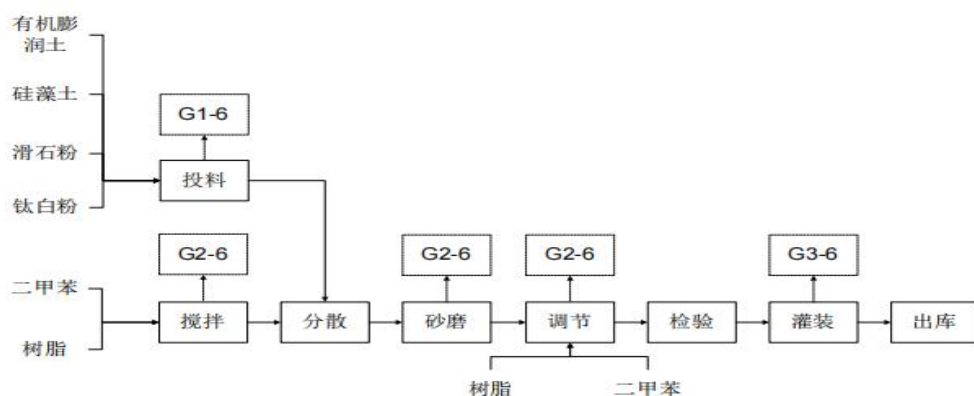 有机膨
润土
硅藻土
G1-6
滑石粉
投料
钛白粉
G2-6
G2-6
G2-6
G3-6
二甲苯
搅拌
分散
砂磨
调节
检验
灌装
出库
树脂
树脂
二甲苯